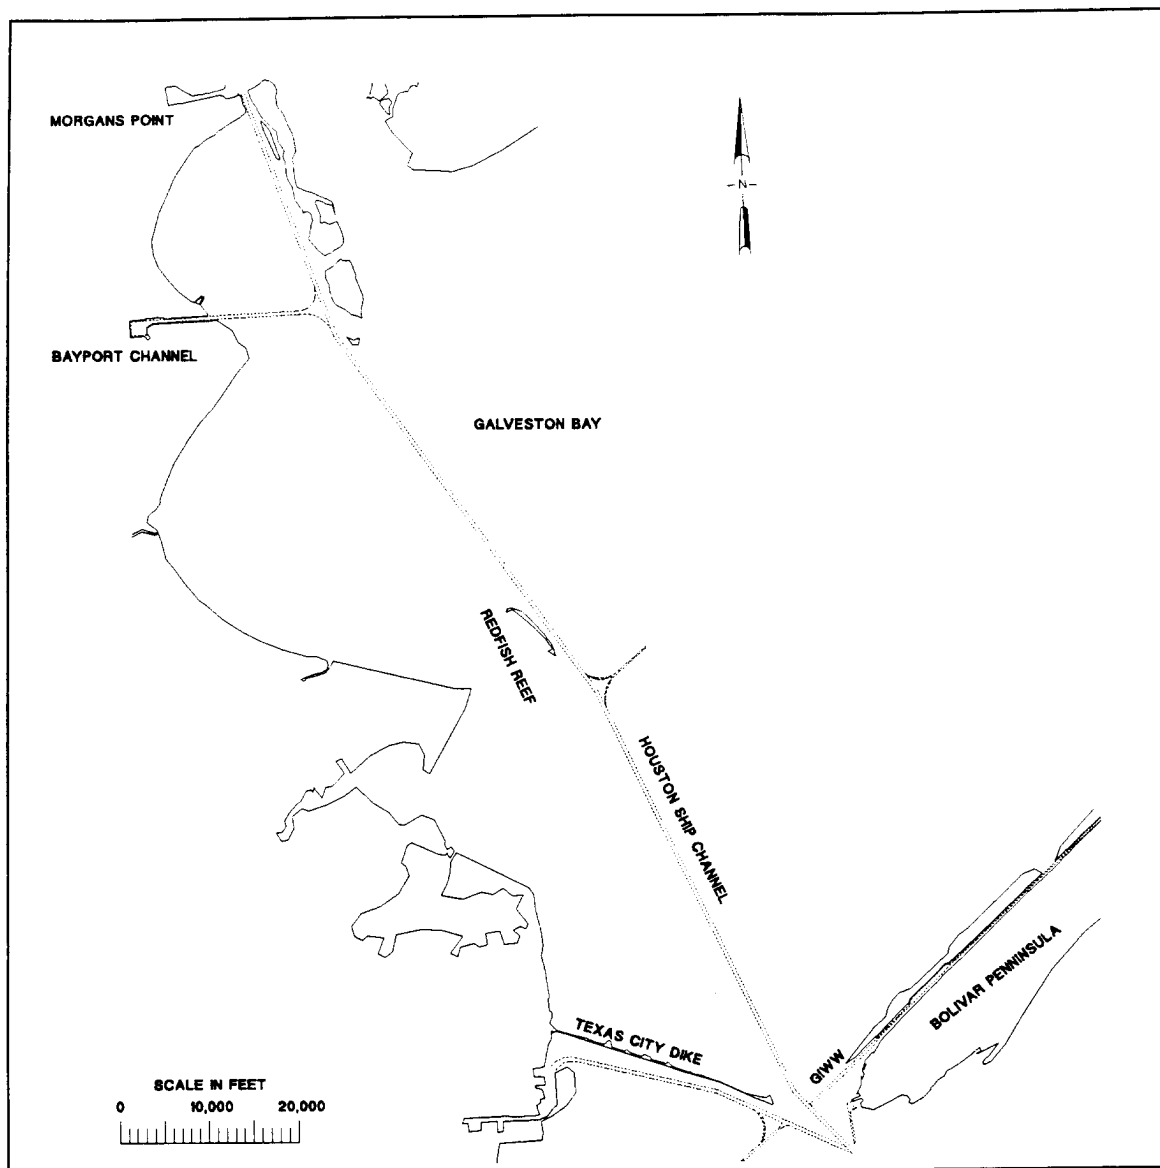 MORGANS POINT
N
BAYPORT CHANNEL
GALVESTON BAY
REDFISH REEF
HOUSTON SHIP CHANNEL
BOLIVAR PENNINSULA
TEXAS CITY DIKE
GIWW
SCALE IN FEET
0 10,000 20,000